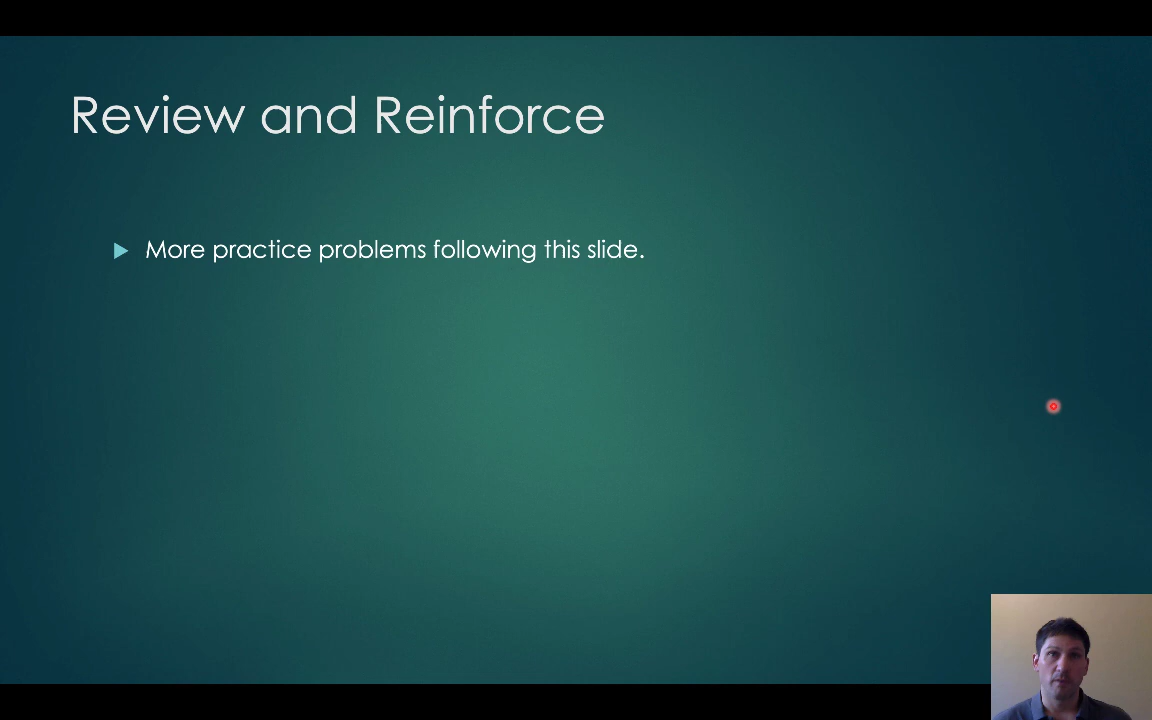 Review and Reinforce
More practice problems following this slide.